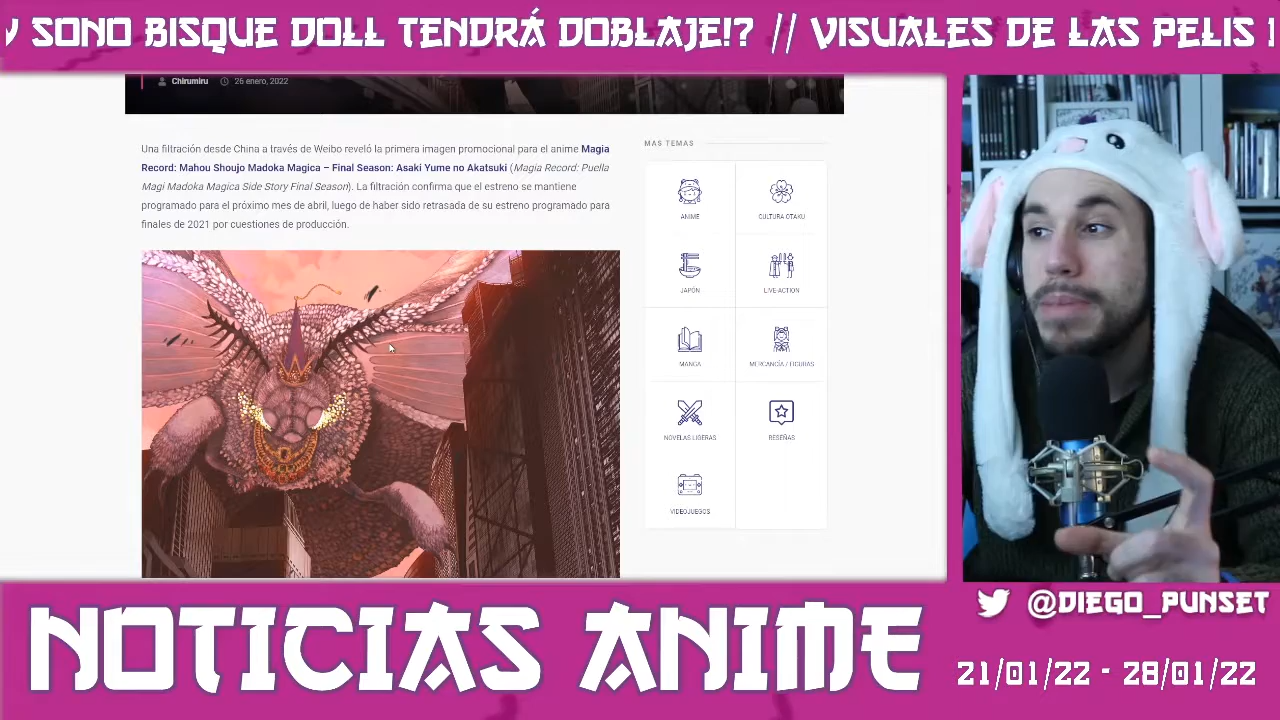 SONO BISQUE DOLL TENDRÁ DOBLAJE!? // VISUALES DE LAS PELIS
Chirumiru 26 enero, 2022
Una filtración desde China a través de Weibo reveló la primera imagen promocional para el anime Magia
Record: Mahou Shoujo Madoka Magica – Final Season: Asaki Yume no Akatsuki (Magia Record: Puella
Magi Madoka Magica Side Story Final Season). La filtración confirma que el estreno se mantiene
programado para el próximo mes de abril, luego de haber sido retrasada de su estreno programado para
finales de 2021 por cuestiones de producción.
MAS TEMAS
ANIME
CULTURA OTAKU
JAPÓN
LIVE-ACTION
MANGA
MERCANCÍA / FIGURAS
NOVELAS LIGERAS
RESEÑAS
VIDEOJUEGOS
NOTICIAS ANIME
@DIEGO_PUNSET
21/01/22 - 28/01/22